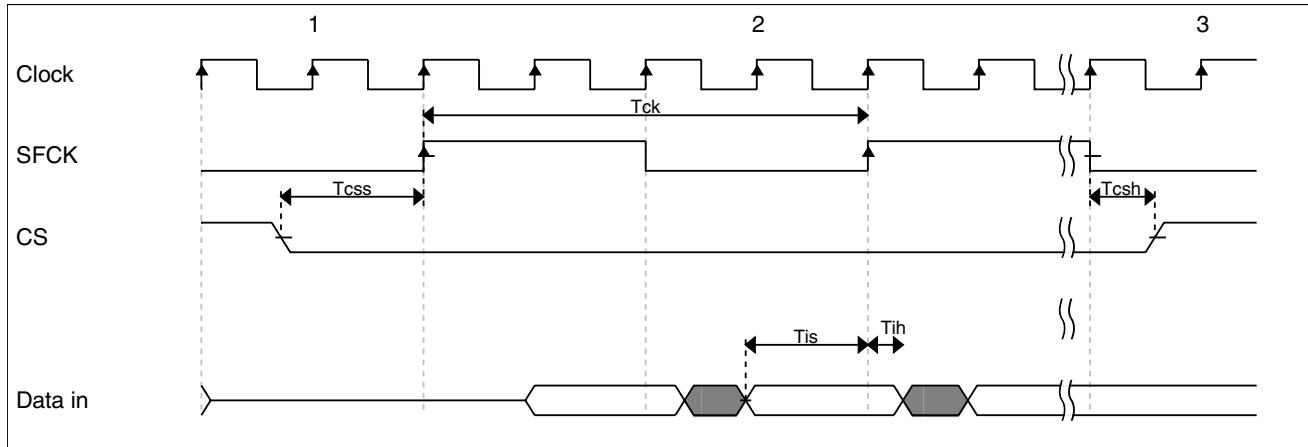 1 2 3
Clock
Tck
SFCK
Tcss Tcsh
CS
Tis Tih
Data in